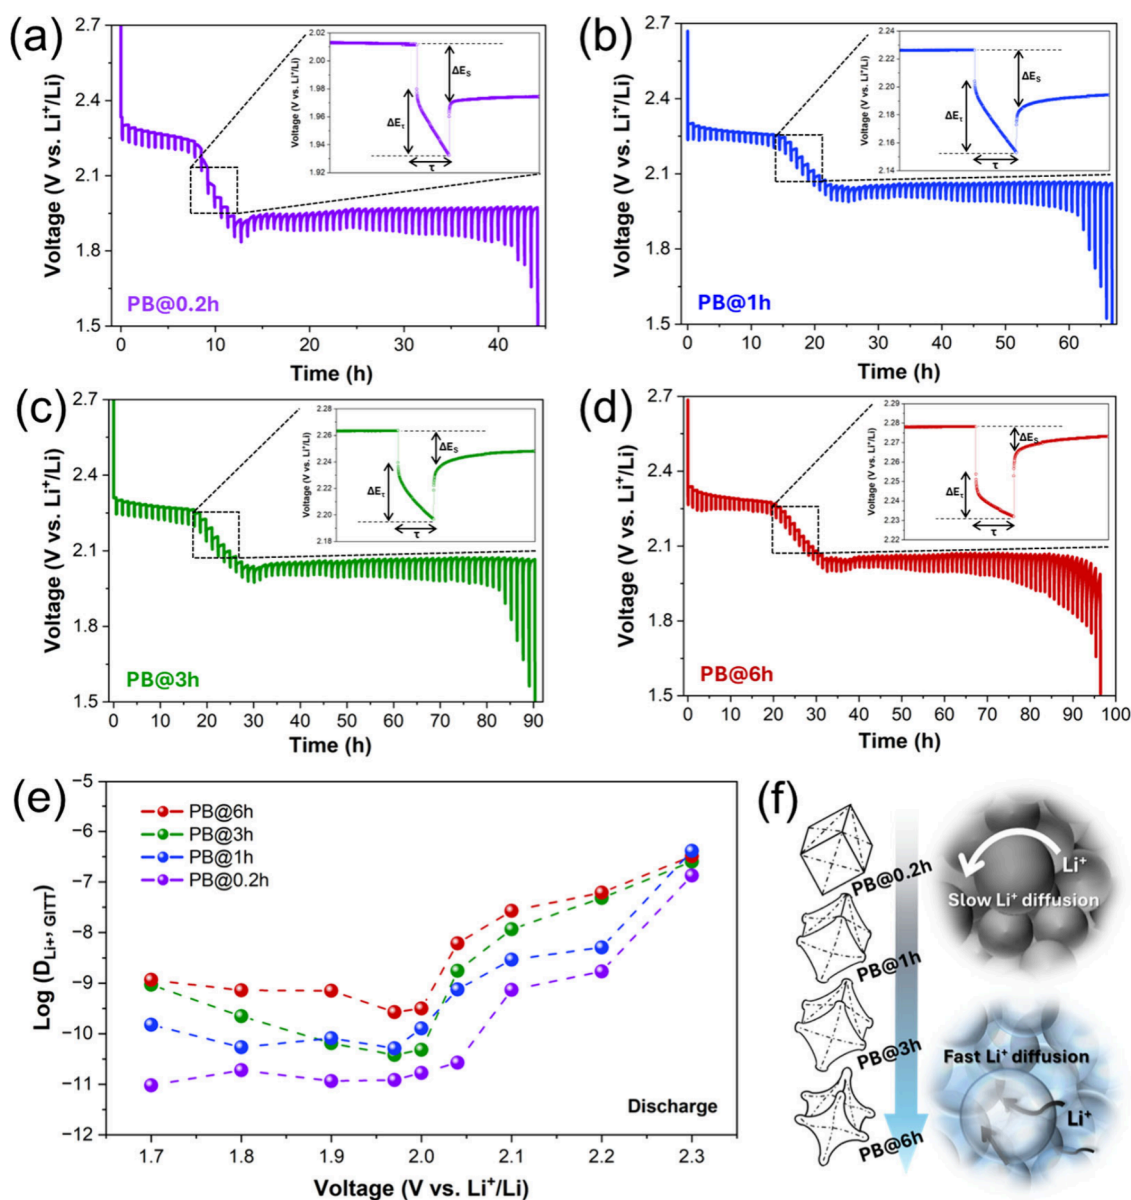 (a)
2.7
2.4
2.1
1.8
1.5
Voltage (V vs. Li⁺/Li)
0
10
20
30
40
Time (h)
PB@0.2h
2.02
2.00
1.98
1.96
1.94
1.92
Voltage (V vs. Li⁺/Li)
ΔEₛ
ΔE_τ
τ
(b)
2.7
2.4
2.1
1.8
1.5
Voltage (V vs. Li⁺/Li)
0
10
20
30
40
50
60
Time (h)
PB@1h
2.24
2.22
2.20
2.18
2.16
2.14
Voltage (V vs. Li⁺/Li)
ΔEₛ
ΔE_τ
τ
(c)
2.7
2.4
2.1
1.8
1.5
Voltage (V vs. Li⁺/Li)
0
10
20
30
40
50
60
70
80
90
Time (h)
PB@3h
2.28
2.26
2.24
2.22
2.20
2.18
Voltage (V vs. Li⁺/Li)
ΔEₛ
ΔE_τ
τ
(d)
2.7
2.4
2.1
1.8
1.5
Voltage (V vs. Li⁺/Li)
0
10
20
30
40
50
60
70
80
90
100
Time (h)
PB@6h
2.29
2.28
2.27
2.26
2.25
2.24
2.23
2.22
Voltage (V vs. Li⁺/Li)
ΔEₛ
ΔE_τ
τ
(e)
−5
−6
−7
−8
−9
−10
−11
−12
Log (D_Li+, GITT)
PB@6h
PB@3h
PB@1h
PB@0.2h
Discharge
1.7
1.8
1.9
2.0
2.1
2.2
2.3
Voltage (V vs. Li⁺/Li)
(f)
PB@0.2h
PB@1h
PB@3h
PB@6h
Li⁺
Slow Li⁺ diffusion
Fast Li⁺ diffusion
Li⁺